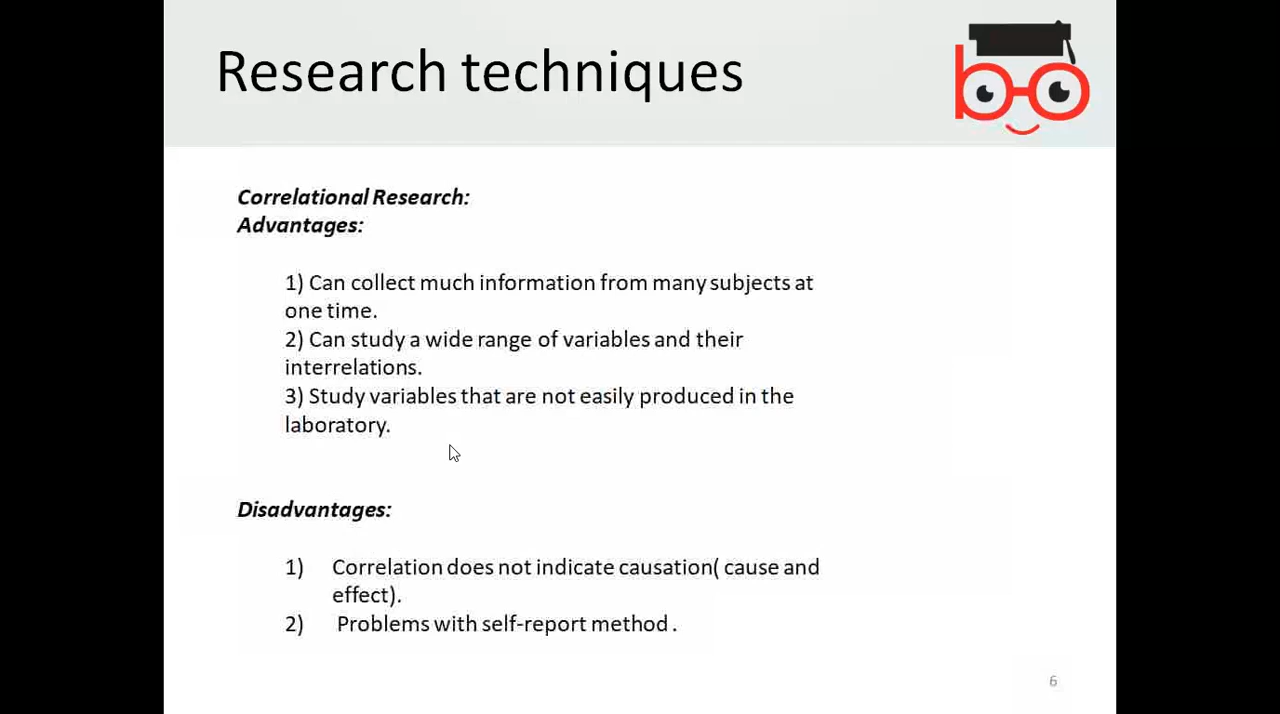 Research techniques
Correlational Research:
Advantages:
1) Can collect much information from many subjects at
one time.
2) Can study a wide range of variables and their
interrelations.
3) Study variables that are not easily produced in the
laboratory.
Disadvantages:
1) Correlation does not indicate causation( cause and
effect).
2) Problems with self-report method .
6